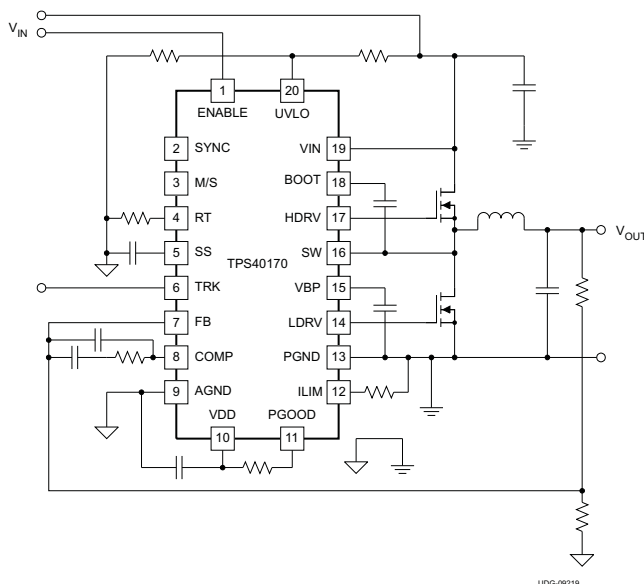 VIN
1
20
ENABLE
UVLO
2 SYNC
VIN 19
3 M/S
BOOT 18
4 RT
HDRV 17
5 SS
SW 16
TPS40170
6 TRK
VBP 15
7 FB
LDRV 14
8 COMP
PGND 13
9 AGND
ILIM 12
VDD
PGOOD
10
11
VOUT
UDG-09219